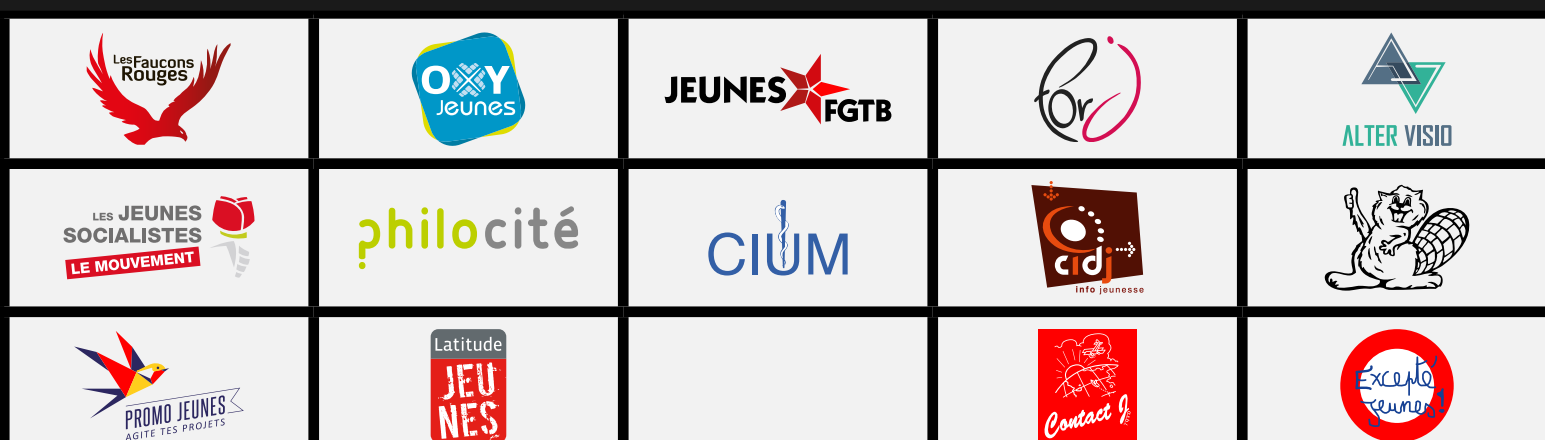 Les Faucons
Rouges
OXY
Jeunes
JEUNES
FGTB
for J
ALTER VISIO
LES JEUNES
SOCIALISTES
LE MOUVEMENT
philocité
CIUM
cidj
info jeunesse
PROMO JEUNES
AGITE TES PROJETS
Latitude
JEU
NES
Contact J
Excepté
jeunes!